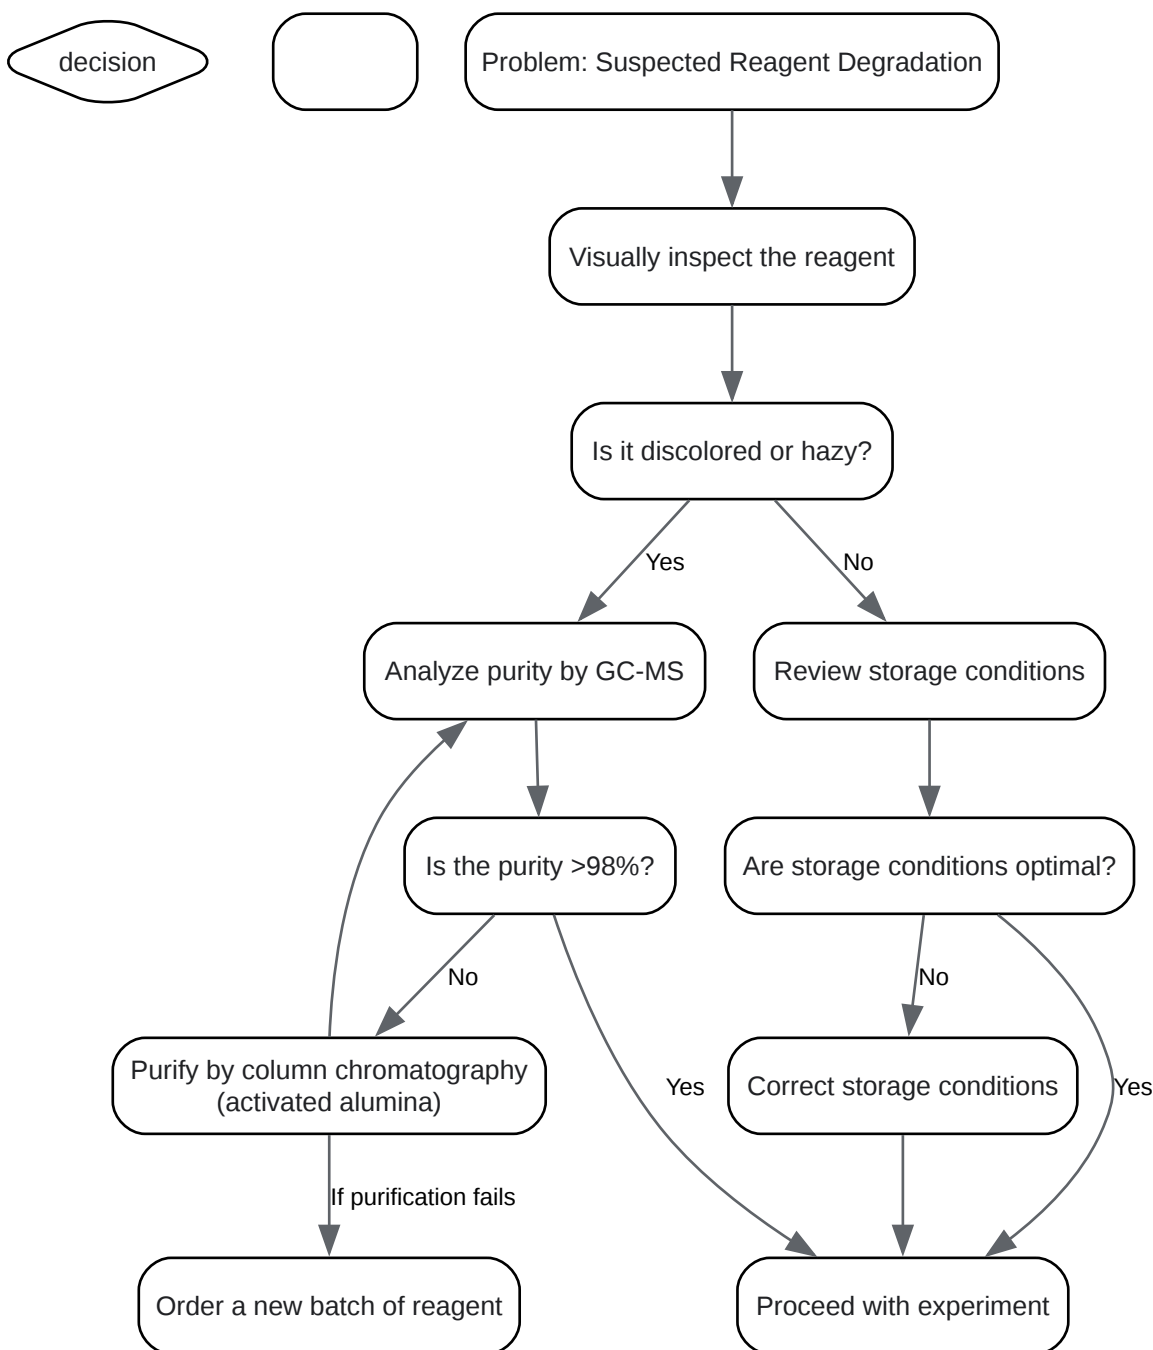 decision
Problem: Suspected Reagent Degradation
Visually inspect the reagent
Is it discolored or hazy?
Yes
No
Analyze purity by GC-MS
Review storage conditions
Is the purity >98%?
Are storage conditions optimal?
No
No
Purify by column chromatography
(activated alumina)
Yes
Correct storage conditions
Yes
If purification fails
Order a new batch of reagent
Proceed with experiment